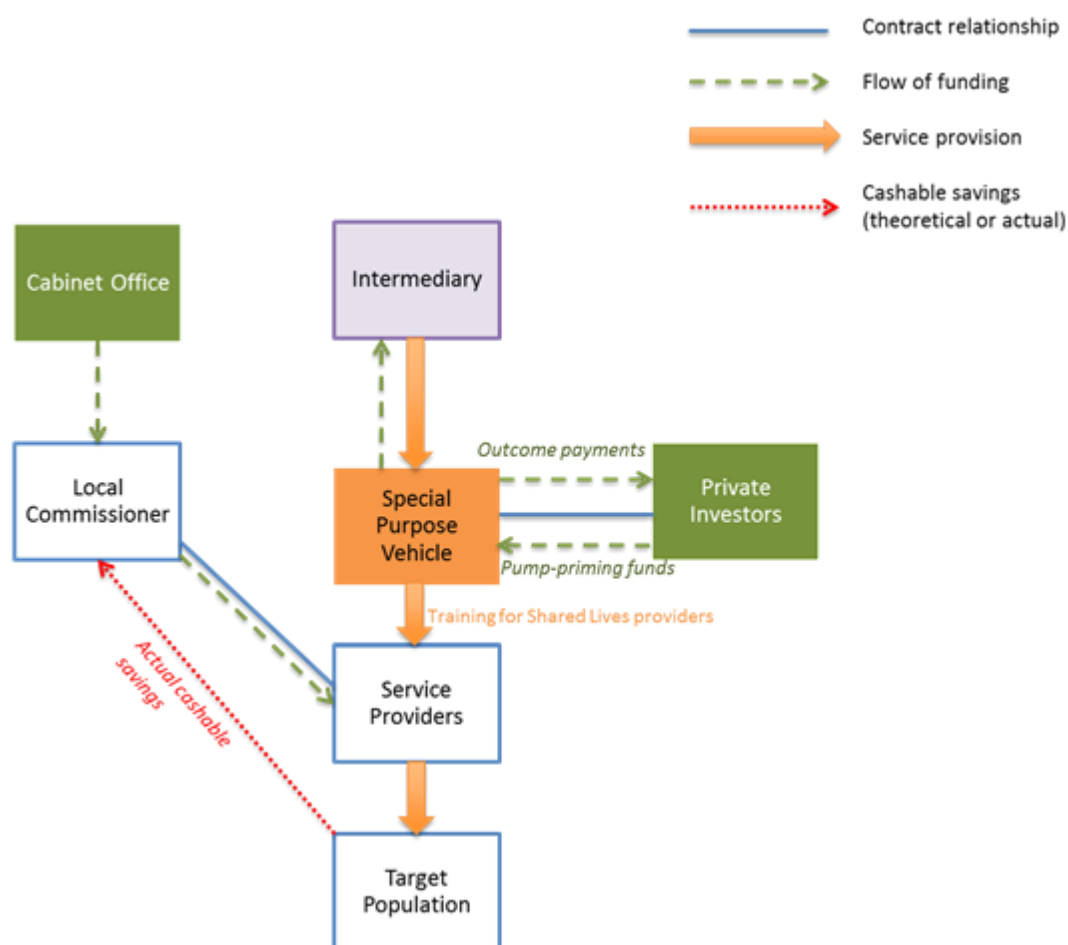 Contract relationship
Flow of funding
Service provision
Cashable savings
(theoretical or actual)
Cabinet Office
Intermediary
Local
Commissioner
Special
Purpose
Vehicle
Outcome payments
Private
Investors
Pump-priming funds
Training for Shared Lives providers
Actual cashable
savings
Service
Providers
Target
Population